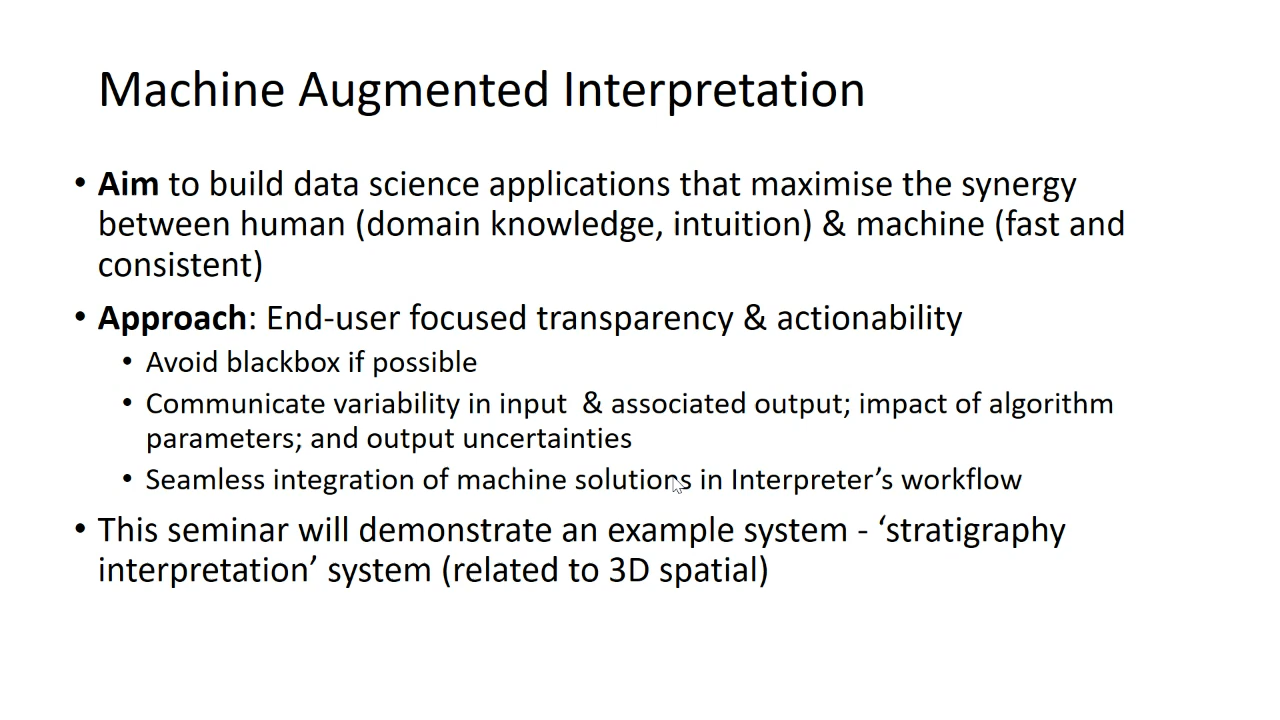 Machine Augmented Interpretation
• Aim to build data science applications that maximise the synergy
between human (domain knowledge, intuition) & machine (fast and
consistent)
• Approach: End-user focused transparency & actionability
• Avoid blackbox if possible
• Communicate variability in input  & associated output; impact of algorithm
parameters; and output uncertainties
• Seamless integration of machine solutions in Interpreter’s workflow
• This seminar will demonstrate an example system - ‘stratigraphy
interpretation’ system (related to 3D spatial)